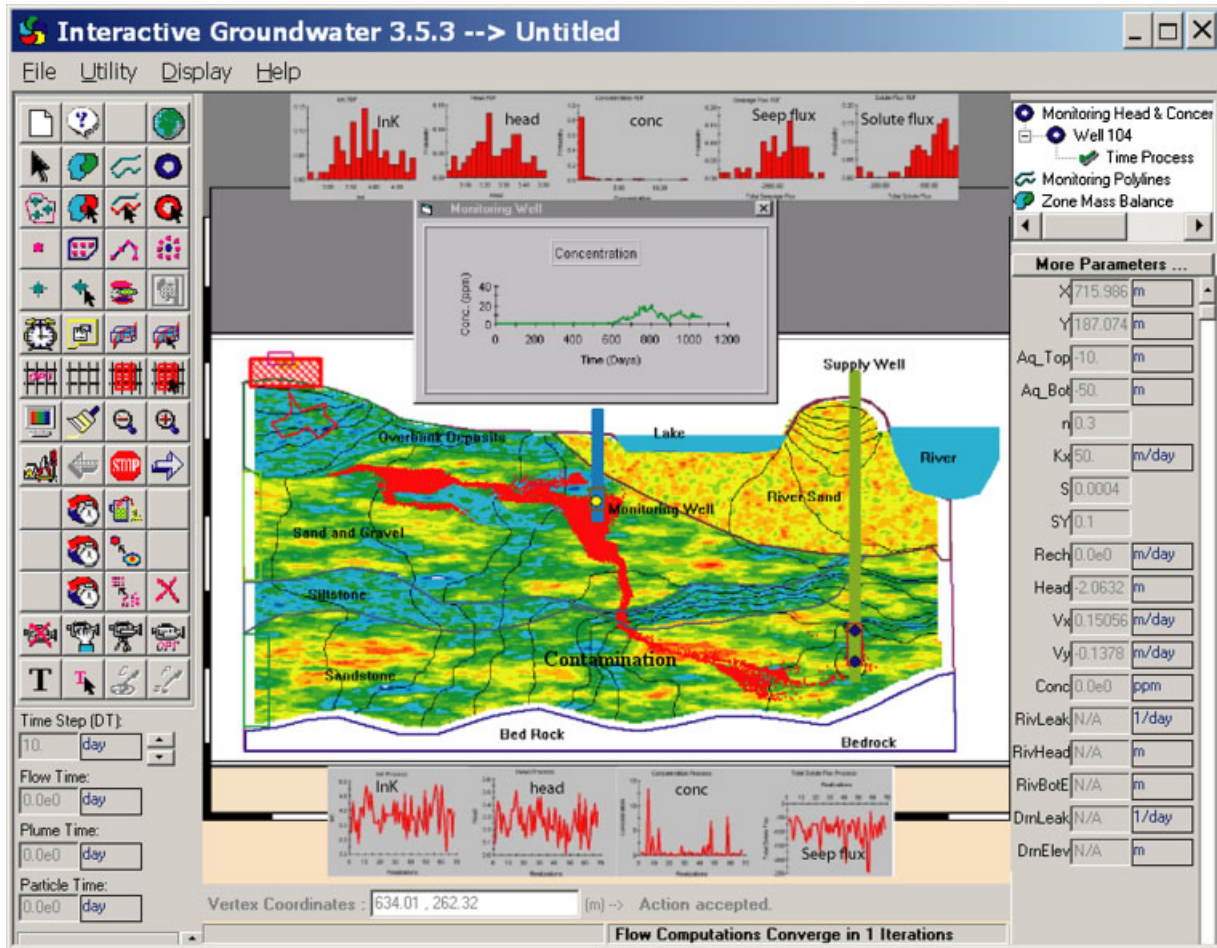 Interactive Groundwater 3.5.3 --> Untitled
File Utility Display Help
lnK
head
conc
Seep flux
Solute flux
Monitoring Head & Concer
Well 104
Time Process
Monitoring Polylines
Zone Mass Balance
Monitoring Well
Concentration
Conc. (ppm)
40
20
0
0 200 400 600 800 1000 1200
Time (Days)
More Parameters ...
X 715.986 m
Y 187.074 m
Aq_Top -10. m
Aq_Bot -50. m
n 0.3
Kx 50. m/day
S 0.0004
SY 0.1
Rech 0.0e0 m/day
Head -2.0632 m
Vx 0.15056 m/day
Vy -0.1378 m/day
Conc 0.0e0 ppm
RivLeak N/A 1/day
RivHead N/A m
RivBotE N/A m
DrnLeak N/A 1/day
DrnElev N/A m
OPT
STOP
OPT
T T
Supply Well
Overbank Deposits
Lake
River
River Sand
Monitoring Well
Sand and Gravel
Siltstone
Contamination
Sandstone
Bed Rock
Bedrock
Time Step (DT):
10. day
Flow Time:
0.0e0 day
Plume Time:
0.0e0 day
Particle Time:
0.0e0 day
lnK
head
conc
Seep flux
Realizations
Vertex Coordinates : 634.01 , 262.32 (m) --> Action accepted.
Flow Computations Converge in 1 Iterations